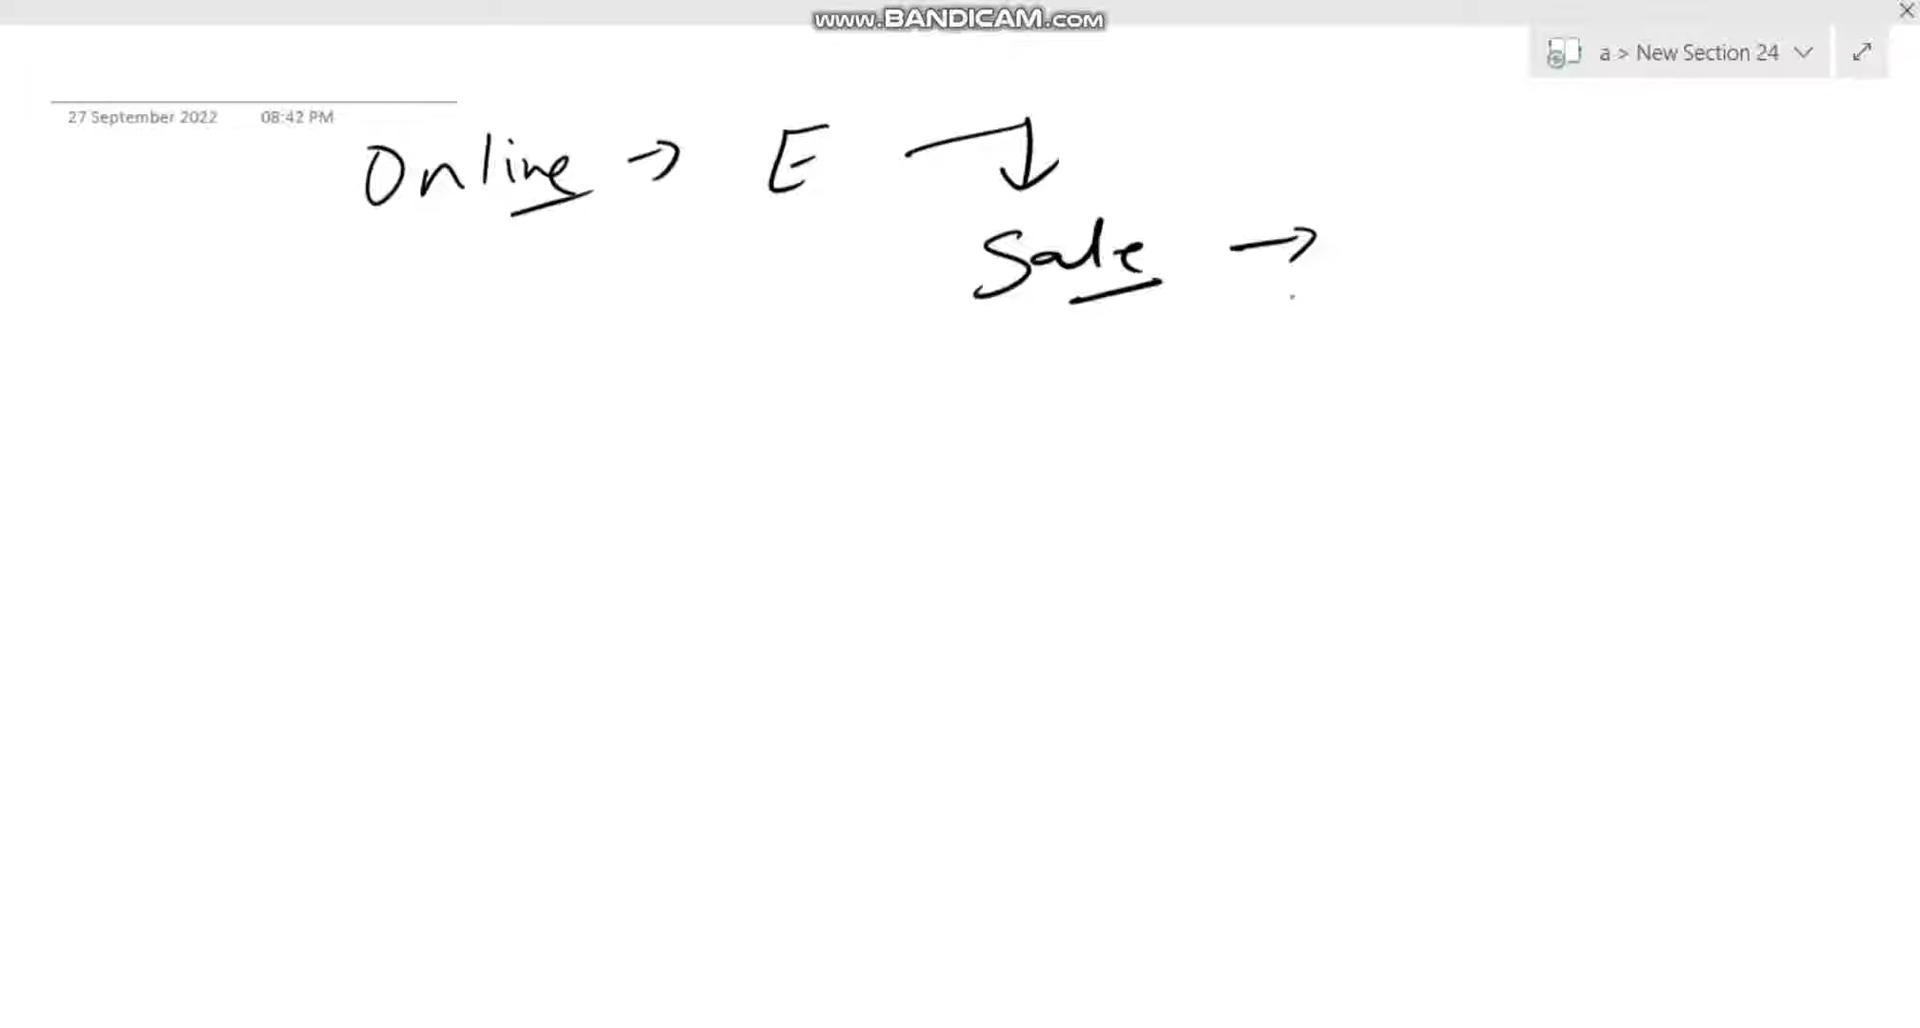 www.BANDICAM.com
a > New Section 24
27 September 2022 08:42 PM
Online → E
Sale →